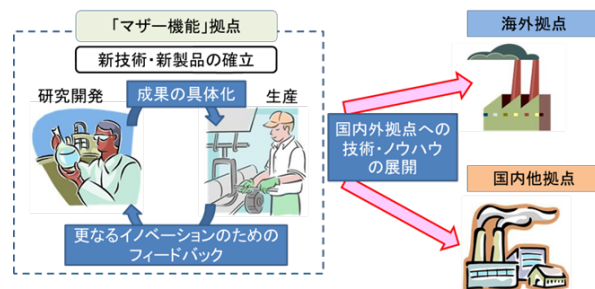 「マザー機能」拠点
新技術・新製品の確立
研究開発
成果の具体化
生産
更なるイノベーションのための
フィードバック
国内外拠点への
技術・ノウハウ
の展開
海外拠点
国内他拠点